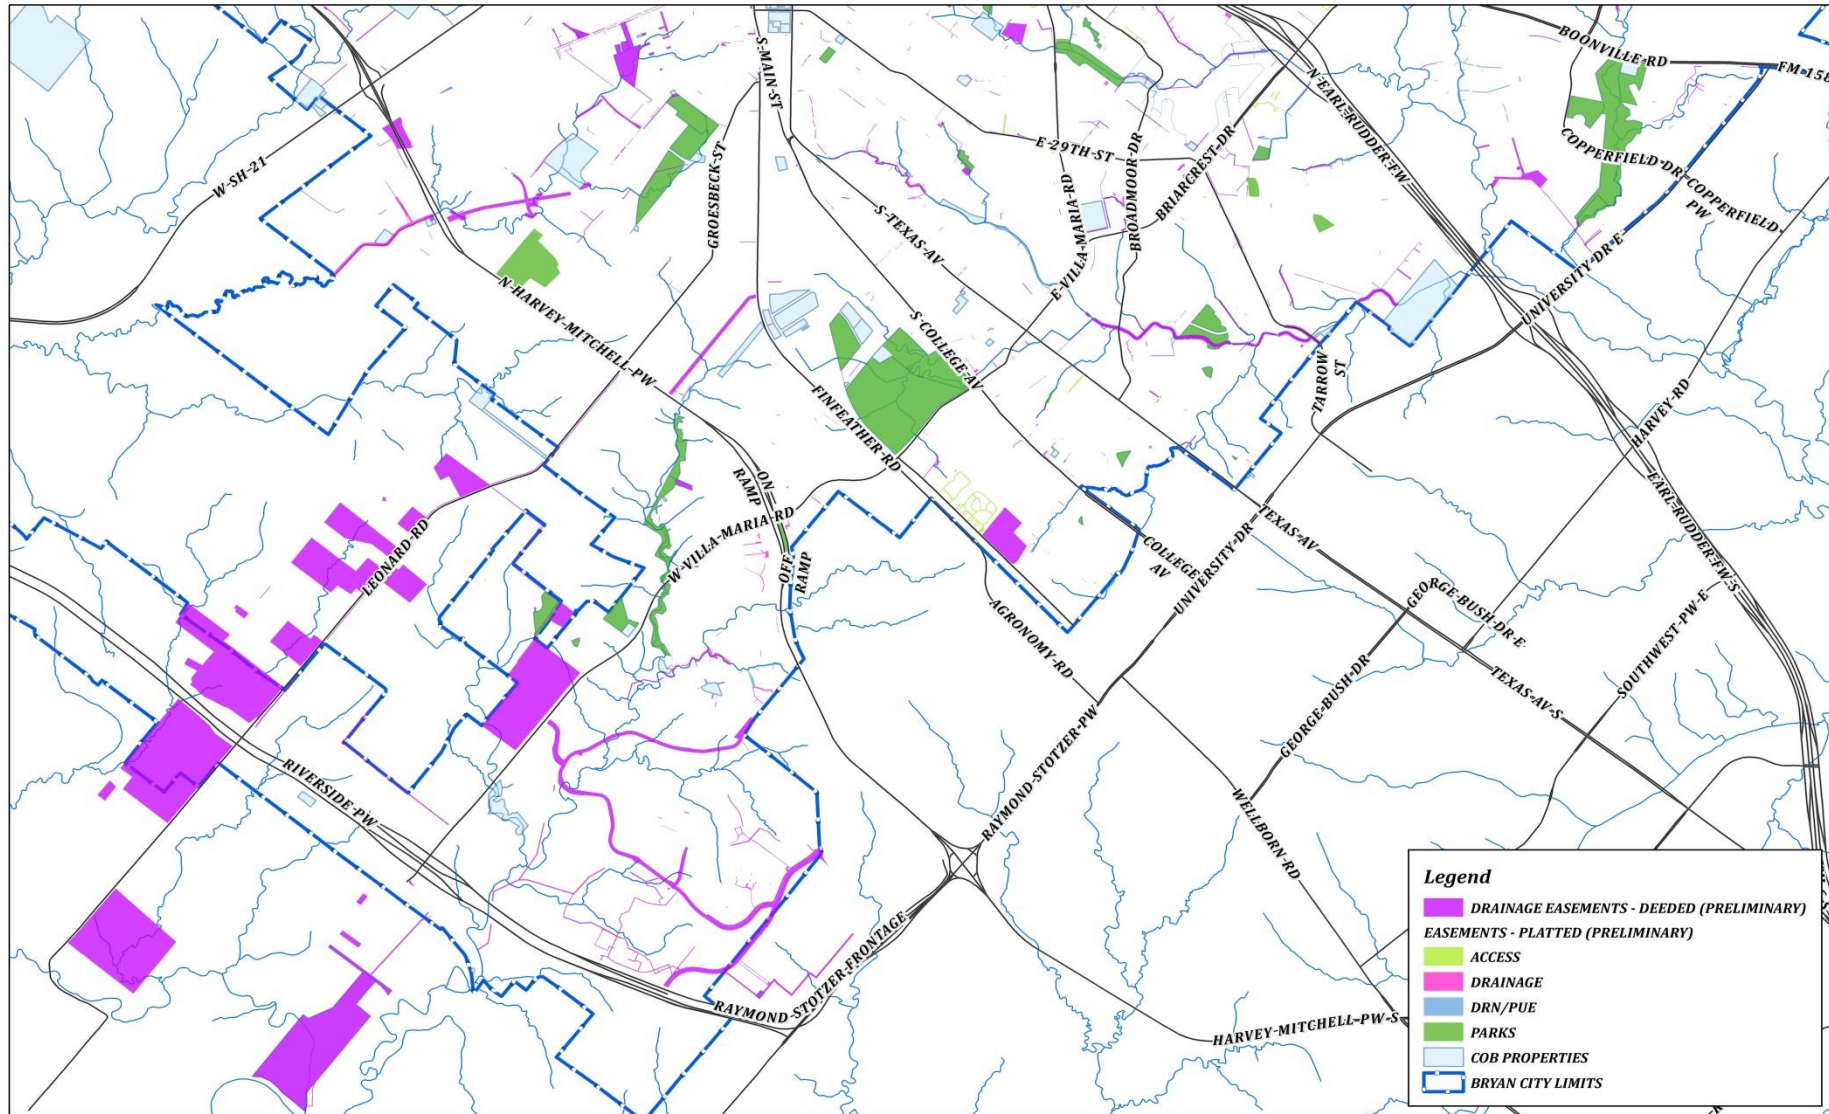 BOONVILLE RD
FM 158
N EARL RUDDER FW
S MAIN ST
E 29TH ST
BROADMOOR DR
BRIARCREST DR
COPPERFIELD DR
COPPERFIELD PW
W SH 21
GROESBECK ST
E VILLA MARIA RD
S TEXAS AV
UNIVERSITY DR E
N HARVEY MITCHELL PW
S COLLEGE AV
TARROW ST
FINFEATHER RD
HARVEY RD
ON RAMP
W VILLA MARIA RD
OFF RAMP
LEONARD RD
TEXAS AV
EARL RUDDER FW S
COLLEGE AV
UNIVERSITY DR
AGRONOMY RD
GEORGE BUSH DR E
GEORGE BUSH DR
SOUTHWEST PW E
TEXAS AV S
RIVERSIDE PW
RAYMOND STOTZER PW
WELLBORN RD
RAYMOND STOTZER FRONTAGE
HARVEY MITCHELL PW S
Legend
DRAINAGE EASEMENTS - DEEDED (PRELIMINARY)
EASEMENTS - PLATTED (PRELIMINARY)
ACCESS
DRAINAGE
DRN/PUE
PARKS
COB PROPERTIES
BRYAN CITY LIMITS